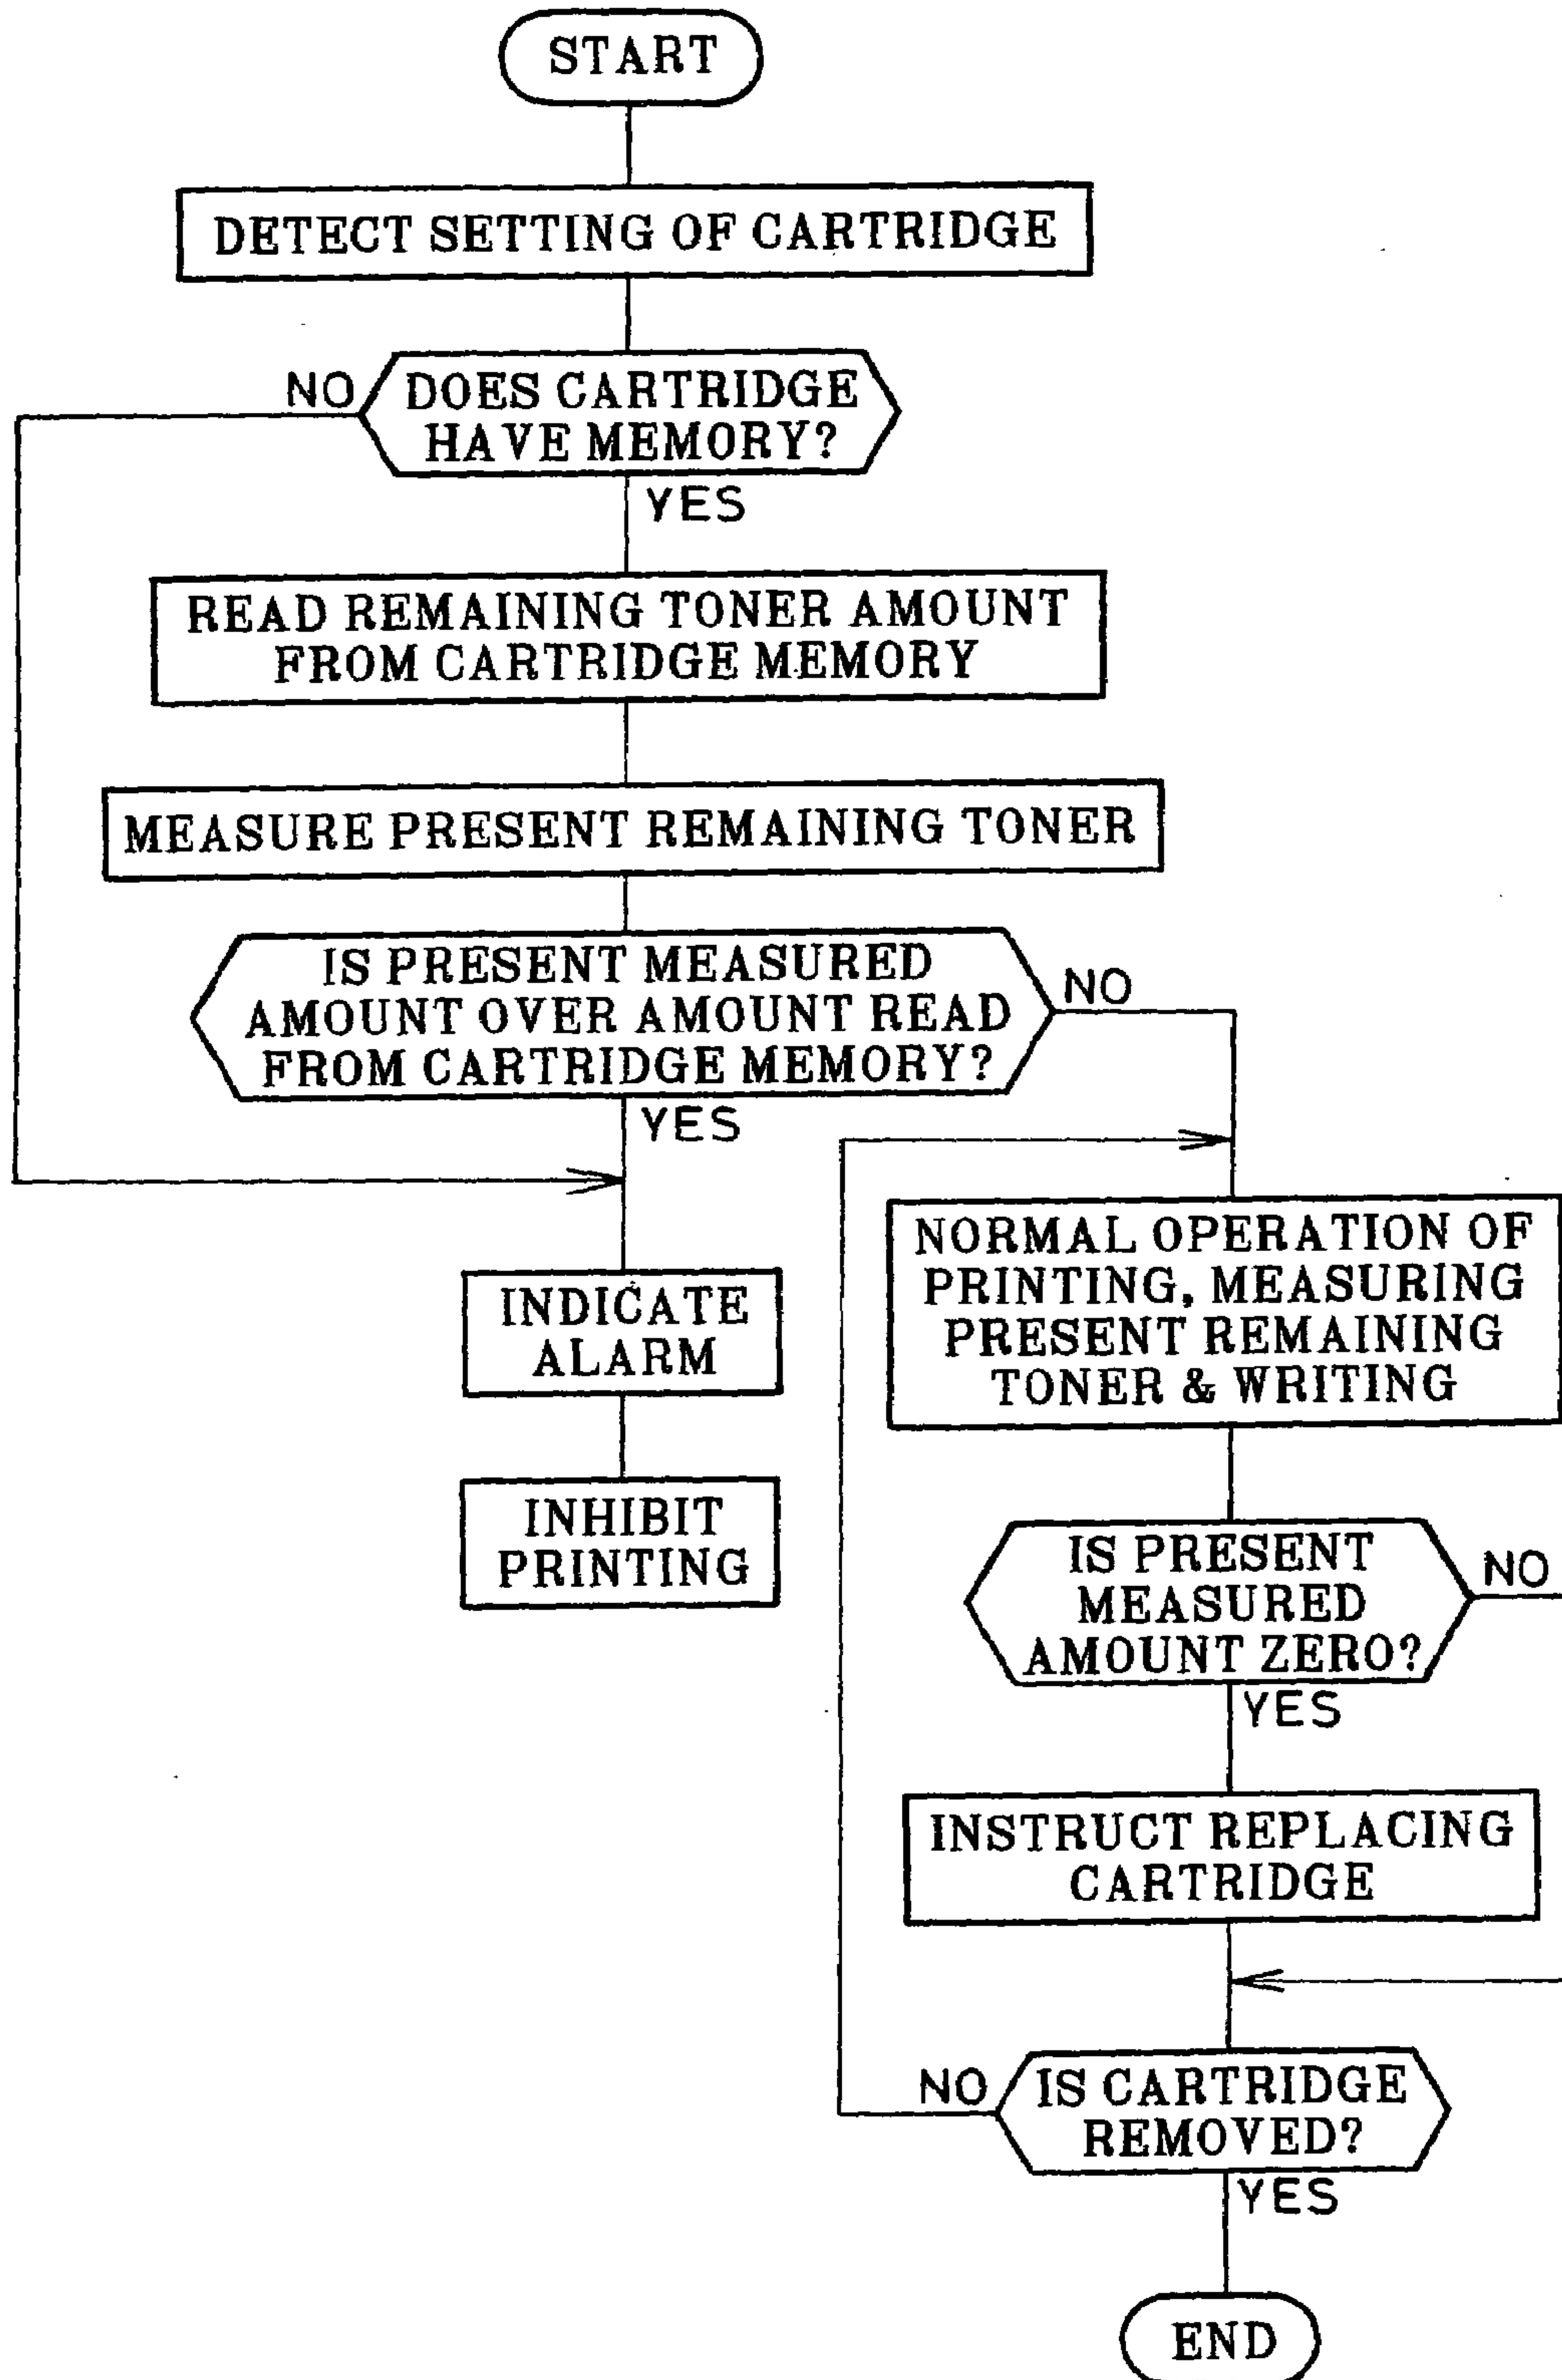 START
DETECT SETTING OF CARTRIDGE
NO
DOES CARTRIDGE
HAVE MEMORY?
YES
READ REMAINING TONER AMOUNT
FROM CARTRIDGE MEMORY
MEASURE PRESENT REMAINING TONER
IS PRESENT MEASURED
AMOUNT OVER AMOUNT READ
FROM CARTRIDGE MEMORY?
NO
YES
INDICATE
ALARM
INHIBIT
PRINTING
NORMAL OPERATION OF
PRINTING, MEASURING
PRESENT REMAINING
TONER & WRITING
IS PRESENT
MEASURED
AMOUNT ZERO?
NO
YES
INSTRUCT REPLACING
CARTRIDGE
NO
IS CARTRIDGE
REMOVED?
YES
END